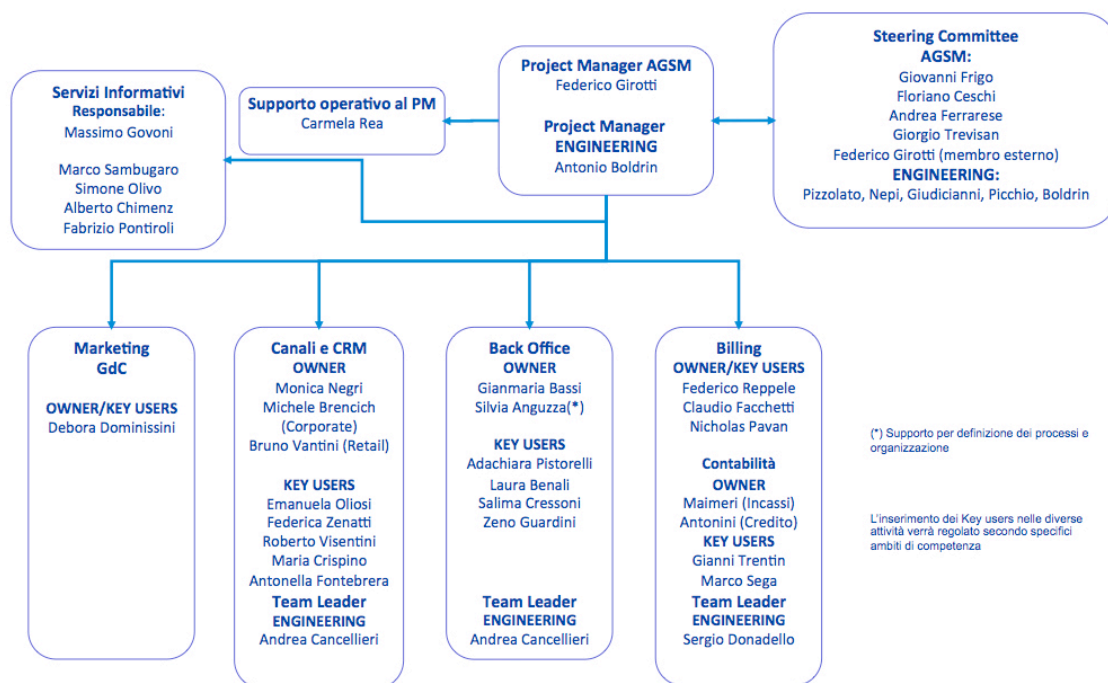 Steering Committee
AGSM:
Giovanni Frigo
Floriano Ceschi
Andrea Ferrarese
Giorgio Trevisan
Federico Girotti (membro esterno)
ENGINEERING:
Pizzolato, Nepi, Giudicianni, Picchio, Boldrin
Project Manager AGSM
Federico Girotti
Project Manager
ENGINEERING
Antonio Boldrin
Supporto operativo al PM
Carmela Rea
Servizi Informativi
Responsabile:
Massimo Govoni
Marco Sambugaro
Simone Olivo
Alberto Chimenz
Fabrizio Pontiroli
Marketing
GdC
OWNER/KEY USERS
Debora Dominissini
Canali e CRM
OWNER
Monica Negri
Michele Brencich
(Corporate)
Bruno Vantini (Retail)
KEY USERS
Emanuela Oliosi
Federica Zenatti
Roberto Visentini
Maria Crispino
Antonella Fontebrera
Team Leader
ENGINEERING
Andrea Cancellieri
Back Office
OWNER
Gianmaria Bassi
Silvia Anguzza(*)
KEY USERS
Adachiara Pistorelli
Laura Benali
Salima Cressoni
Zeno Guardini
Team Leader
ENGINEERING
Andrea Cancellieri
Billing
OWNER/KEY USERS
Federico Reppele
Claudio Facchetti
Nicholas Pavan
Contabilità
OWNER
Maimeri (Incassi)
Antonini (Credito)
KEY USERS
Gianni Trentin
Marco Sega
Team Leader
ENGINEERING
Sergio Donadello
(*) Supporto per definizione dei processi e
organizzazione
L'inserimento dei Key users nelle diverse
attività verrà regolato secondo specifici
ambiti di competenza